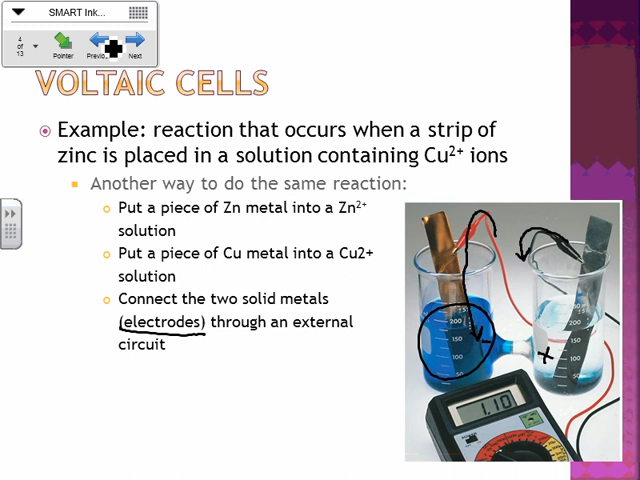 SMART Ink...
4
of
13
Pointer
Next
VOLTAIC CELLS
Example: reaction that occurs when a strip of
zinc is placed in a solution containing Cu²⁺ ions
Another way to do the same reaction:
Put a piece of Zn metal into a Zn²⁺
solution
Put a piece of Cu metal into a Cu2+
solution
Connect the two solid metals
(electrodes) through an external
circuit
200
150
100
200
150
100
50
-
+
1.10